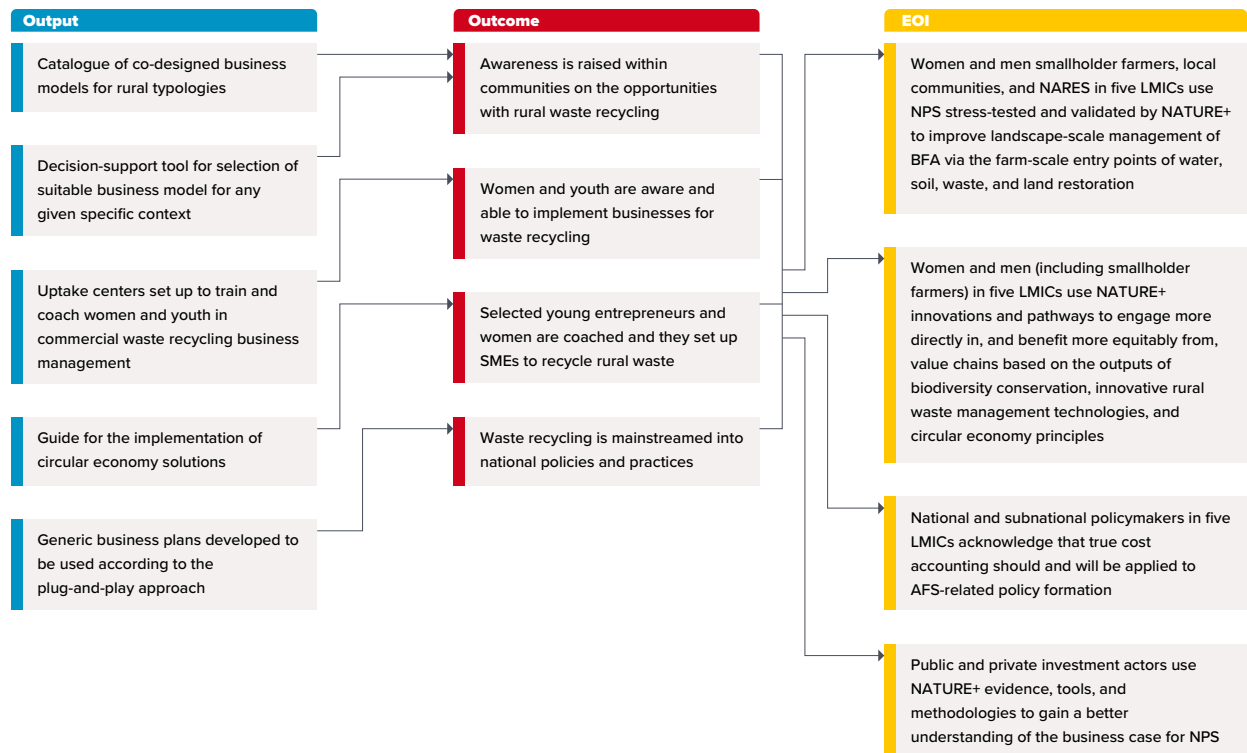 Output
Catalogue of co-designed business
models for rural typologies
Decision-support tool for selection of
suitable business model for any
given specific context
Uptake centers set up to train and
coach women and youth in
commercial waste recycling business
management
Guide for the implementation of
circular economy solutions
Generic business plans developed to
be used according to the
plug-and-play approach
Outcome
Awareness is raised within
communities on the opportunities
with rural waste recycling
Women and youth are aware and
able to implement businesses for
waste recycling
Selected young entrepreneurs and
women are coached and they set up
SMEs to recycle rural waste
Waste recycling is mainstreamed into
national policies and practices
EOI
Women and men smallholder farmers, local
communities, and NARES in five LMICs use
NPS stress-tested and validated by NATURE+
to improve landscape-scale management of
BFA via the farm-scale entry points of water,
soil, waste, and land restoration
Women and men (including smallholder
farmers) in five LMICs use NATURE+
innovations and pathways to engage more
directly in, and benefit more equitably from,
value chains based on the outputs of
biodiversity conservation, innovative rural
waste management technologies, and
circular economy principles
National and subnational policymakers in five
LMICs acknowledge that true cost
accounting should and will be applied to
AFS-related policy formation
Public and private investment actors use
NATURE+ evidence, tools, and
methodologies to gain a better
understanding of the business case for NPS